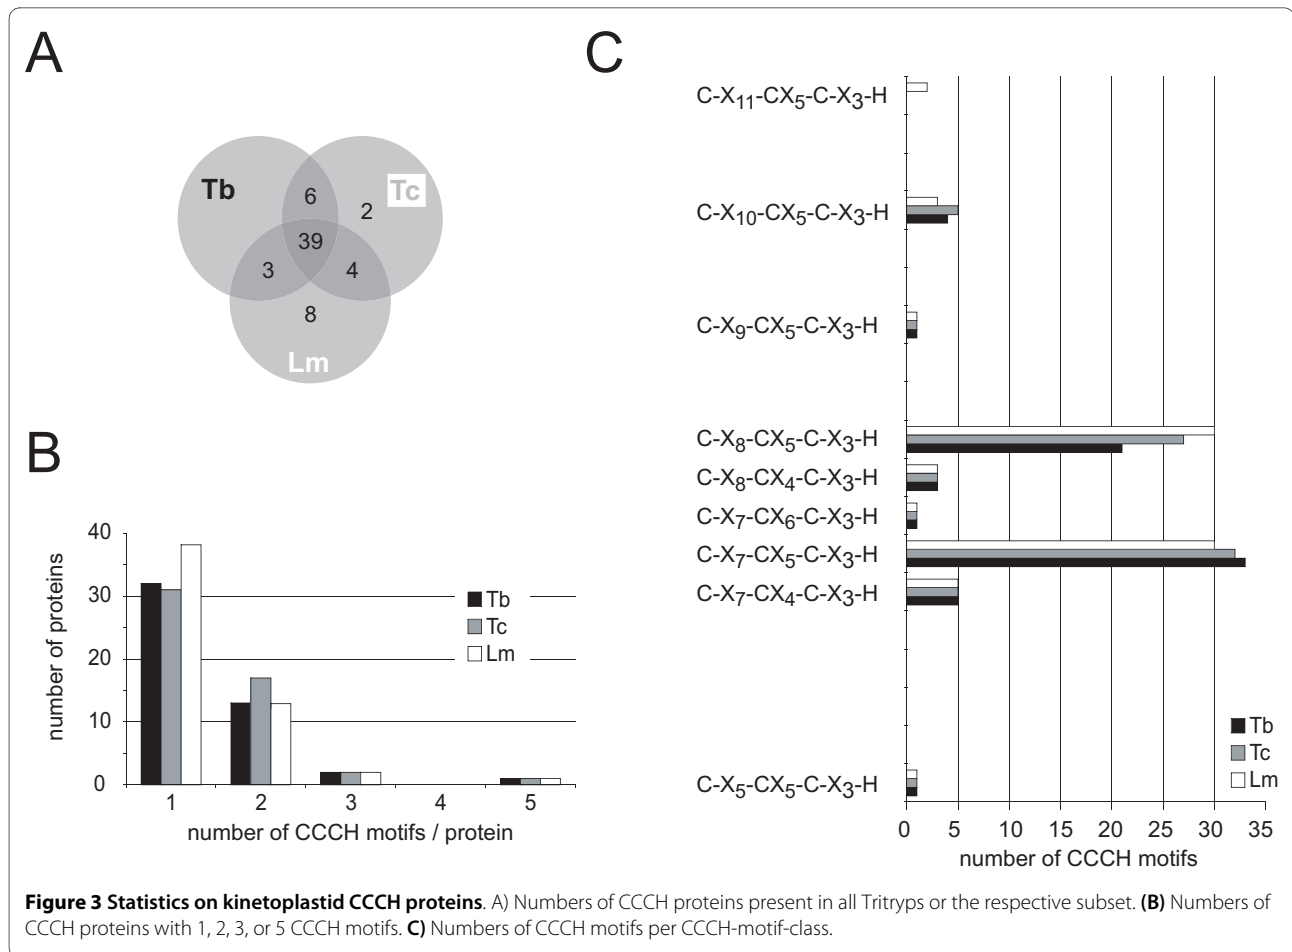 A
Tb
Tc
6
2
39
3
4
8
Lm
B
number of proteins
40
30
20
10
0
Tb
Tc
Lm
1 2 3 4 5
number of CCCH motifs / protein
C
C-X11-CX5-C-X3-H
C-X10-CX5-C-X3-H
C-X9-CX5-C-X3-H
C-X8-CX5-C-X3-H
C-X8-CX4-C-X3-H
C-X7-CX6-C-X3-H
C-X7-CX5-C-X3-H
C-X7-CX4-C-X3-H
C-X5-CX5-C-X3-H
Tb
Tc
Lm
0 5 10 15 20 25 30 35
number of CCCH motifs
Figure 3 Statistics on kinetoplastid CCCH proteins. A) Numbers of CCCH proteins present in all Tritryps or the respective subset. (B) Numbers of
CCCH proteins with 1, 2, 3, or 5 CCCH motifs. C) Numbers of CCCH motifs per CCCH-motif-class.